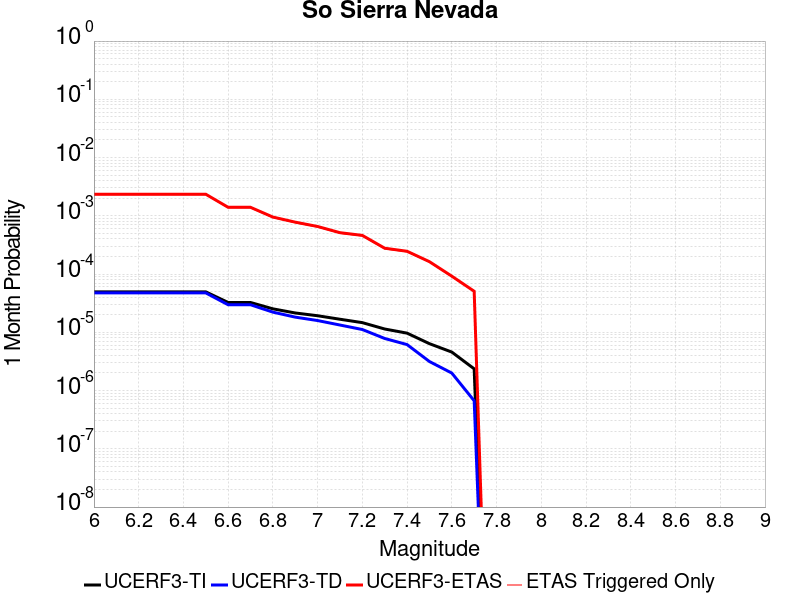 So Sierra Nevada
10^0
10^-1
10^-2
10^-3
10^-4
10^-5
10^-6
10^-7
10^-8
1 Month Probability
6 6.2 6.4 6.6 6.8 7 7.2 7.4 7.6 7.8 8 8.2 8.4 8.6 8.8 9
Magnitude
UCERF3-TI UCERF3-TD UCERF3-ETAS ETAS Triggered Only